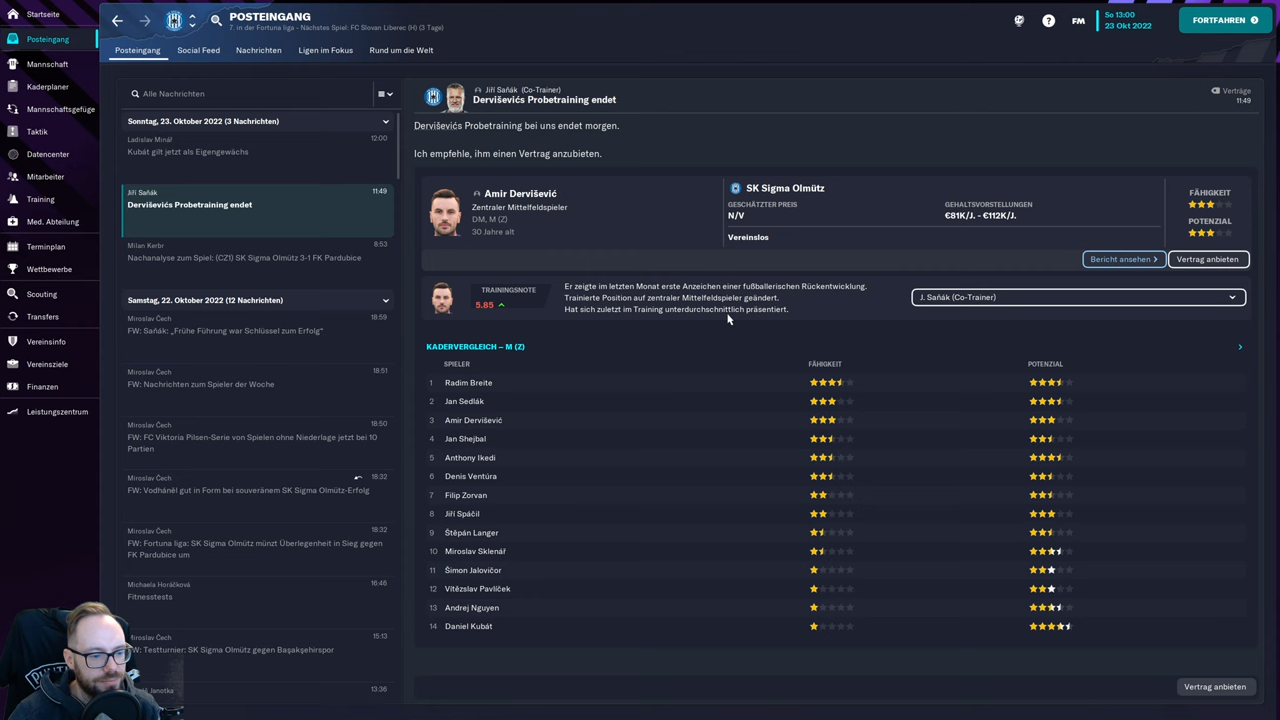 Startseite
Posteingang
Mannschaft
Kaderplaner
Mannschaftsgefüge
Taktik
Datencenter
Mitarbeiter
Training
Med. Abteilung
Terminplan
Wettbewerbe
Scouting
Transfers
Vereinsinfo
Vereinsziele
Finanzen
Leistungszentrum
POSTEINGANG
7. in der Fortuna liga - Nächstes Spiel: FC Slovan Liberec (H) (3 Tage)
?
FM
So 13:00
23 Okt 2022
FORTFAHREN
Posteingang
Social Feed
Nachrichten
Ligen im Fokus
Rund um die Welt
Alle Nachrichten
Sonntag, 23. Oktober 2022 (3 Nachrichten)
Ladislav Minář 12:00
Kubát gilt jetzt als Eigengewächs
Jiří Saňák 11:49
Derviševićs Probetraining endet
Milan Kerbr 8:53
Nachanalyse zum Spiel: (CZ1) SK Sigma Olmütz 3-1 FK Pardubice
Samstag, 22. Oktober 2022 (12 Nachrichten)
Miroslav Čech 18:59
FW: Saňák: „Frühe Führung war Schlüssel zum Erfolg“
Miroslav Čech 18:51
FW: Nachrichten zum Spieler der Woche
Miroslav Čech 18:50
FW: FC Viktoria Pilsen-Serie von Spielen ohne Niederlage jetzt bei 10
Partien
Miroslav Čech 18:32
FW: Vodháněl gut in Form bei souveränem SK Sigma Olmütz-Erfolg
Miroslav Čech 18:32
FW: Fortuna liga: SK Sigma Olmütz münzt Überlegenheit in Sieg gegen
FK Pardubice um
Michaela Horáčková 16:46
Fitnesstests
Miroslav Čech 15:13
FW: Testturnier: SK Sigma Olmütz gegen Başakşehirspor
Janotka 13:36
Jiří Saňák (Co-Trainer)
Derviševićs Probetraining endet
Verträge
11:49
Derviševićs Probetraining bei uns endet morgen.
Ich empfehle, ihm einen Vertrag anzubieten.
Amir Dervišević
Zentraler Mittelfeldspieler
DM, M (Z)
30 Jahre alt
SK Sigma Olmütz
GESCHÄTZTER PREIS
N/V
GEHALTSVORSTELLUNGEN
€81K/J. - €112K/J.
Vereinslos
FÄHIGKEIT
POTENZIAL
Bericht ansehen
Vertrag anbieten
TRAININGSNOTE
5.85
Er zeigte im letzten Monat erste Anzeichen einer fußballerischen Rückentwicklung.
Trainierte Position auf zentraler Mittelfeldspieler geändert.
Hat sich zuletzt im Training unterdurchschnittlich präsentiert.
J. Saňák (Co-Trainer)
KADERVERGLEICH – M (Z)
SPIELER FÄHIGKEIT POTENZIAL
1 Radim Breite
2 Jan Sedlák
3 Amir Dervišević
4 Jan Shejbal
5 Anthony Ikedi
6 Denis Ventúra
7 Filip Zorvan
8 Jiří Spáčil
9 Štěpán Langer
10 Miroslav Sklenář
11 Šimon Jalovičor
12 Vítězslav Pavlíček
13 Andrej Nguyen
14 Daniel Kubát
Vertrag anbieten